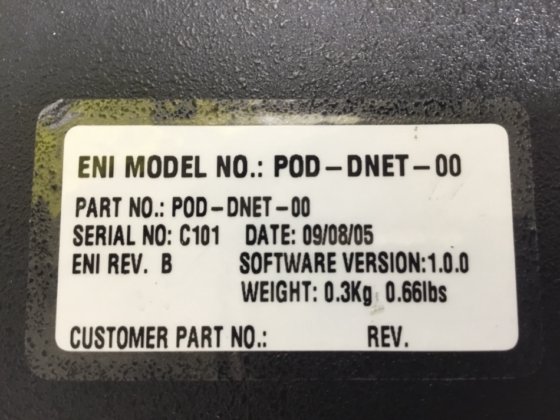 ENI MODEL NO.: POD-DNET-00
PART NO.: POD-DNET-00
SERIAL NO: C101 DATE: 09/08/05
ENI REV. B SOFTWARE VERSION:1.0.0
WEIGHT: 0.3Kg 0.66lbs
CUSTOMER PART NO.: REV.